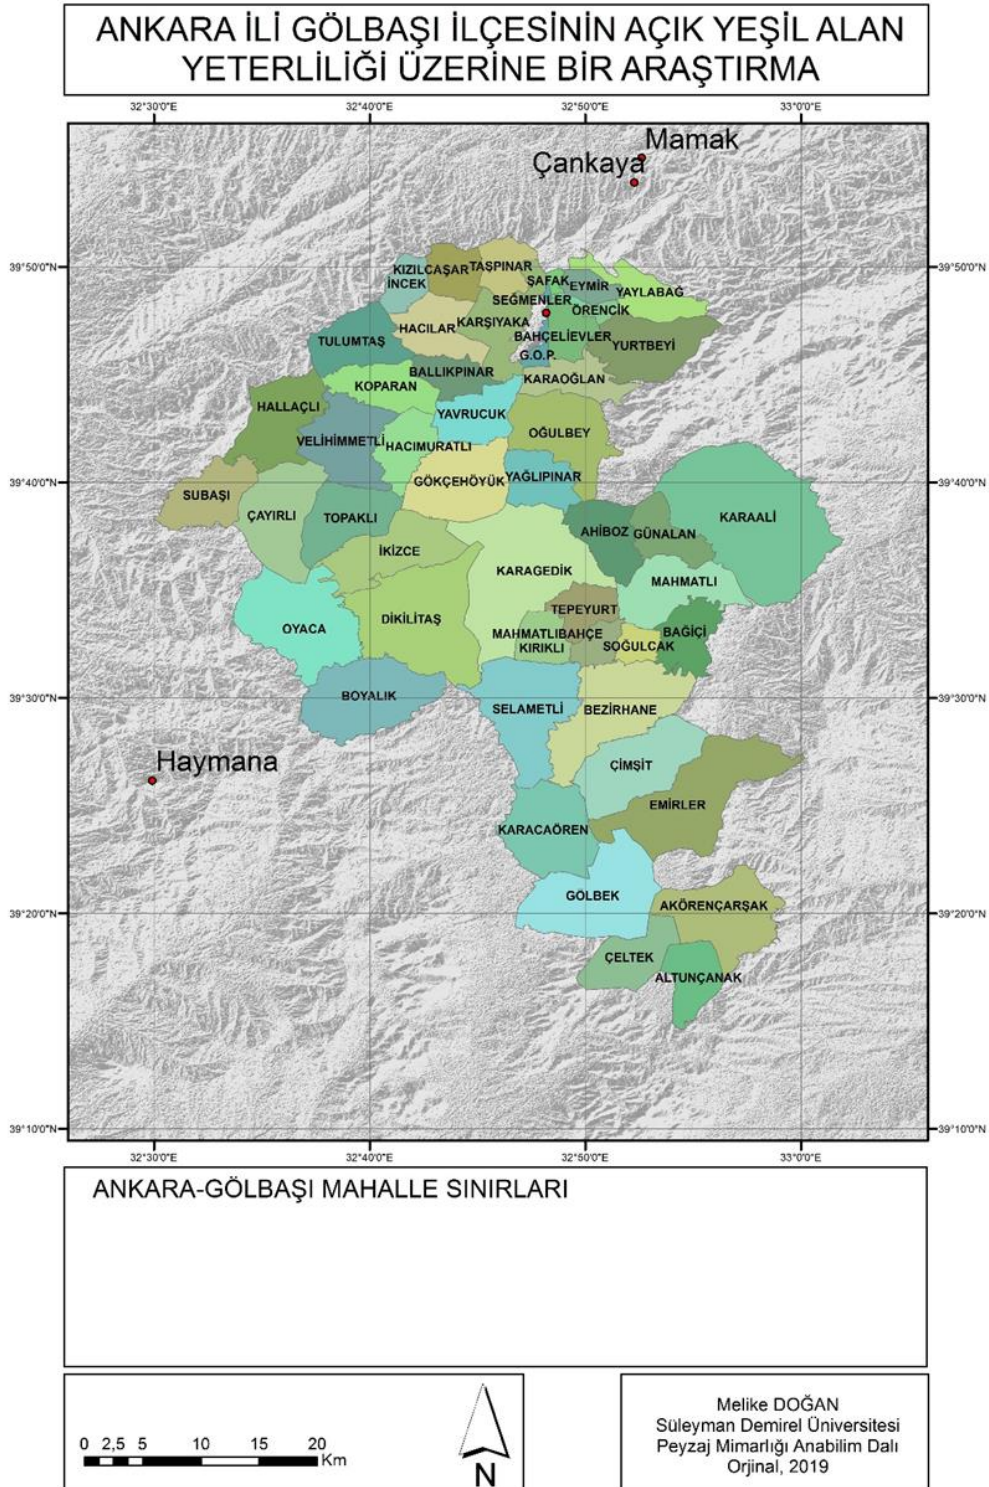 ANKARA İLİ GÖLBAŞI İLÇESİNİN AÇIK YEŞİL ALAN
YETERLİLİĞİ ÜZERİNE BİR ARAŞTIRMA
32°30'0"E 32°40'0"E 32°50'0"E 33°0'0"E
Mamak
Çankaya
39°50'0"N 39°50'0"N
KIZILCAŞAR TAŞPINAR
İNCEK
ŞAFAK EYMİR YAYLABAĞ
SEĞMENLER
ÖRENCİK
HACILAR KARŞIYAKA
BAHÇELİEVLER
TULUMTAŞ YURTBEYİ
G.O.P.
BALLIKPINAR
KARAOĞLAN
KOPARAN
HALLAÇLI
YAVRUCUK
OĞULBEY
VELİHİMMETLİ HACIMURATLI
39°40'0"N 39°40'0"N
GÖKÇEHÖYÜK YAĞLIPINAR
SUBAŞI
ÇAYIRLI TOPAKLI KARAALİ
AHİBOZ GÜNALAN
İKİZCE
KARAGEDİK
MAHMATLI
TEPEYURT
DİKİLİTAŞ
OYACA
MAHMATLIBAHÇE BAĞİÇİ
KIRIKLI SOĞULCAK
39°30'0"N 39°30'0"N
BOYALIK
SELAMETLİ BEZİRHANE
Haymana
ÇİMŞİT
EMİRLER
KARACAÖREN
GÖLBEK
AKÖRENÇARŞAK
39°20'0"N 39°20'0"N
ÇELTEK
ALTUNÇANAK
39°10'0"N 39°10'0"N
32°30'0"E 32°40'0"E 32°50'0"E 33°0'0"E
ANKARA-GÖLBAŞI MAHALLE SINIRLARI
0 2,5 5 10 15 20
Km
N
Melike DOĞAN
Süleyman Demirel Üniversitesi
Peyzaj Mimarlığı Anabilim Dalı
Orjinal, 2019